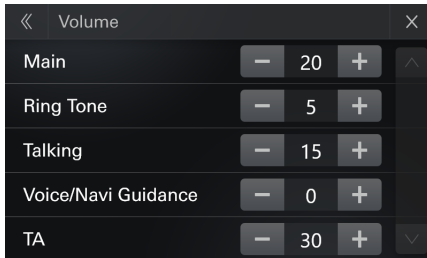 《 Volume ×
Main − 20 +
Ring Tone − 5 +
Talking − 15 +
Voice/Navi Guidance − 0 +
TA − 30 +